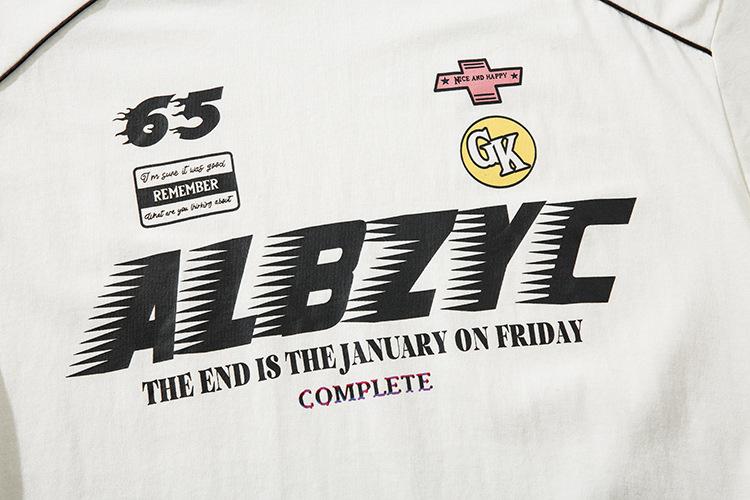 65
NICE AND HAPPY
GK
I'm sure it was good
REMEMBER
What are you thinking about
ALBZYC
THE END IS THE JANUARY ON FRIDAY
COMPLETE